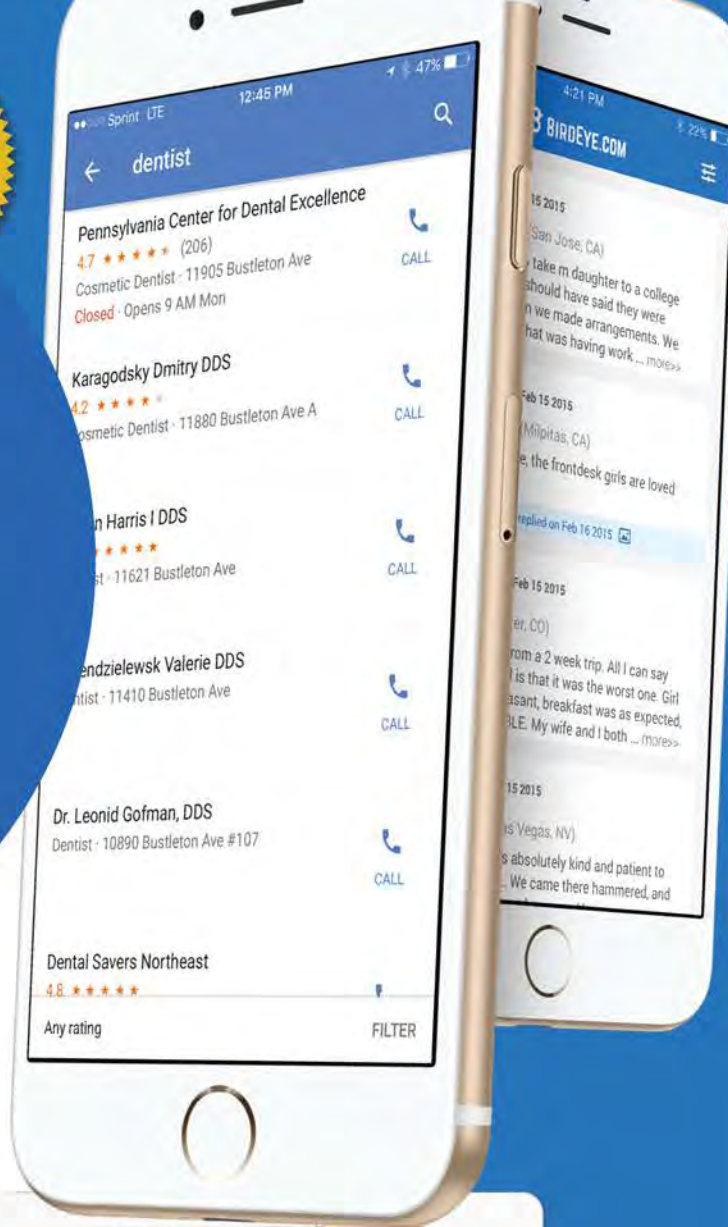 Sprint LTE 12:45 PM 47%
dentist
Pennsylvania Center for Dental Excellence
4.7 ★★★★★ (206)
Cosmetic Dentist · 11905 Bustleton Ave
Closed · Opens 9 AM Mon
CALL
Karagodsky Dmitry DDS
4.2 ★★★★★
Cosmetic Dentist · 11880 Bustleton Ave A
CALL
n Harris I DDS
★★★★★
st · 11621 Bustleton Ave
CALL
endzielewsk Valerie DDS
ntist · 11410 Bustleton Ave
CALL
Dr. Leonid Gofman, DDS
Dentist · 10890 Bustleton Ave #107
CALL
Dental Savers Northeast
4.8 ★★★★★
Any rating FILTER
4:21 PM 22%
BIRDEYE.COM
15 2015
San Jose, CA)
take m daughter to a college
should have said they were
n we made arrangements. We
hat was having work ... more>>
Feb 15 2015
(Milpitas, CA)
e, the frontdesk girls are loved
replied on Feb 16 2015
Feb 15 2015
er, CO)
rom a 2 week trip. All I can say
is that it was the worst one. Girl
asant, breakfast was as expected,
BLE. My wife and I both ... more>>
15 2015
as Vegas, NV)
s absolutely kind and patient to
. We came there hammered, and